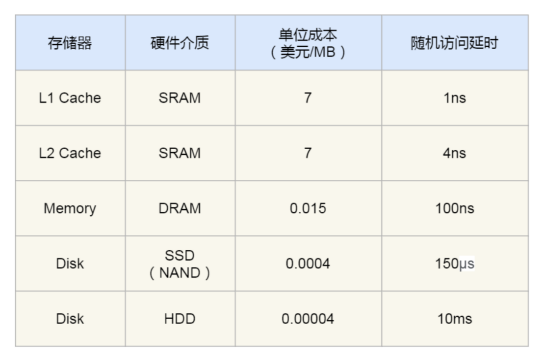 存储器 硬件介质 单位成本
（美元/MB） 随机访问延时
L1 Cache SRAM 7 1ns
L2 Cache SRAM 7 4ns
Memory DRAM 0.015 100ns
Disk SSD
（NAND） 0.0004 150μs
Disk HDD 0.00004 10ms